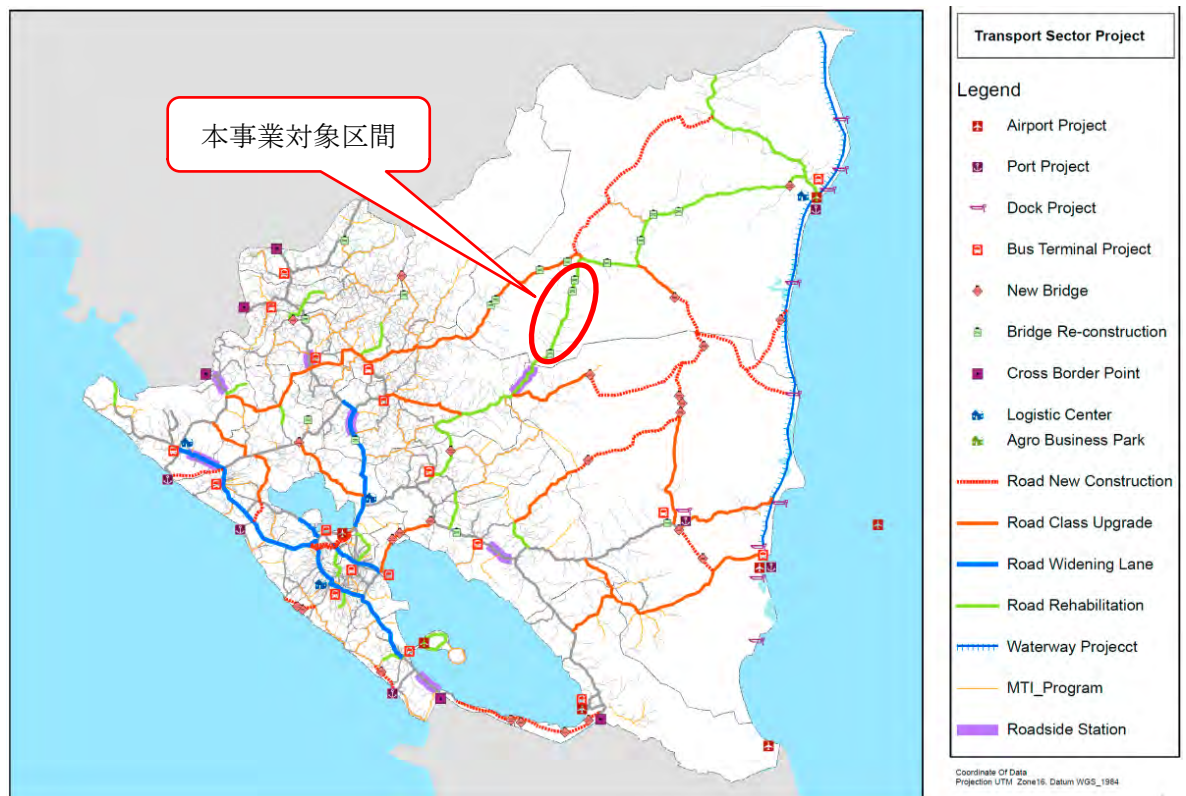 本事業対象区間
Transport Sector Project
Legend
Airport Project
Port Project
Dock Project
Bus Terminal Project
New Bridge
Bridge Re-construction
Cross Border Point
Logistic Center
Agro Business Park
Road New Construction
Road Class Upgrade
Road Widening Lane
Road Rehabilitation
Waterway Projecct
MTI_Program
Roadside Station
Coordinate Of Data
Projection UTM Zone16. Datum WGS_1984